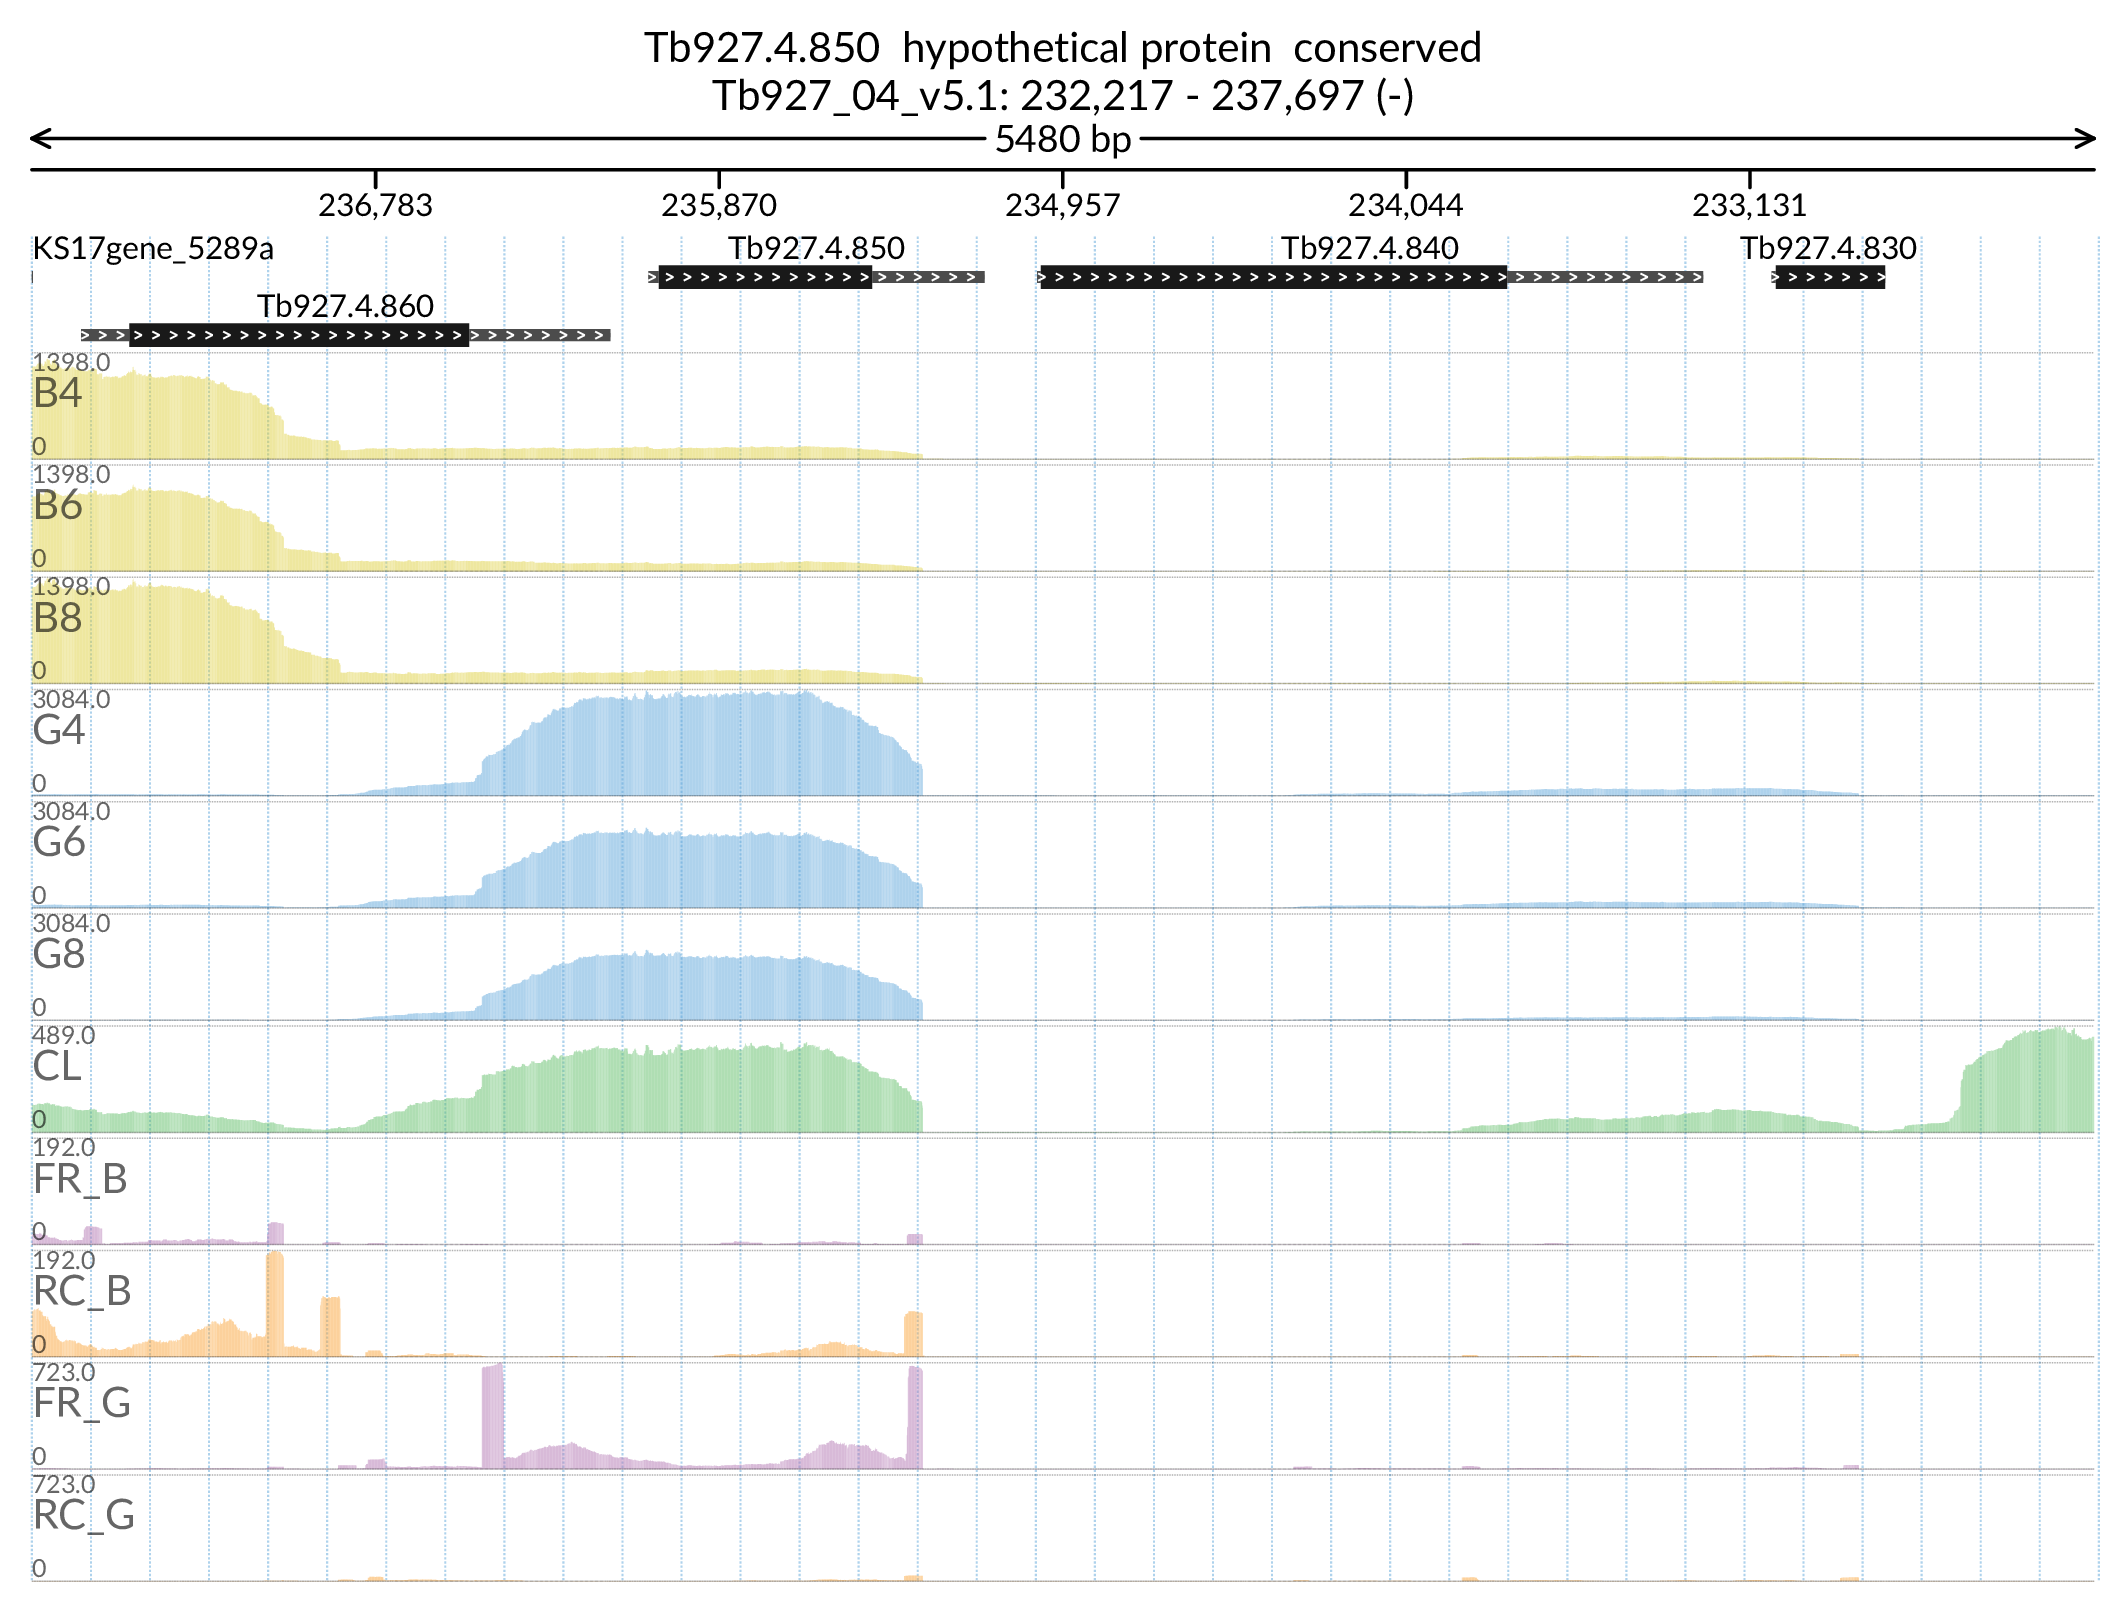 Tb927.4.850  hypothetical protein  conserved
Tb927_04_v5.1: 232,217 - 237,697 (-)
5480 bp
236,783 235,870 234,957 234,044 233,131
KS17gene_5289a Tb927.4.850 Tb927.4.840 Tb927.4.830
Tb927.4.860
1398.0
B4
0
1398.0
B6
0
1398.0
B8
0
3084.0
G4
0
3084.0
G6
0
3084.0
G8
0
489.0
CL
0
192.0
FR_B
0
192.0
RC_B
0
723.0
FR_G
0
723.0
RC_G
0